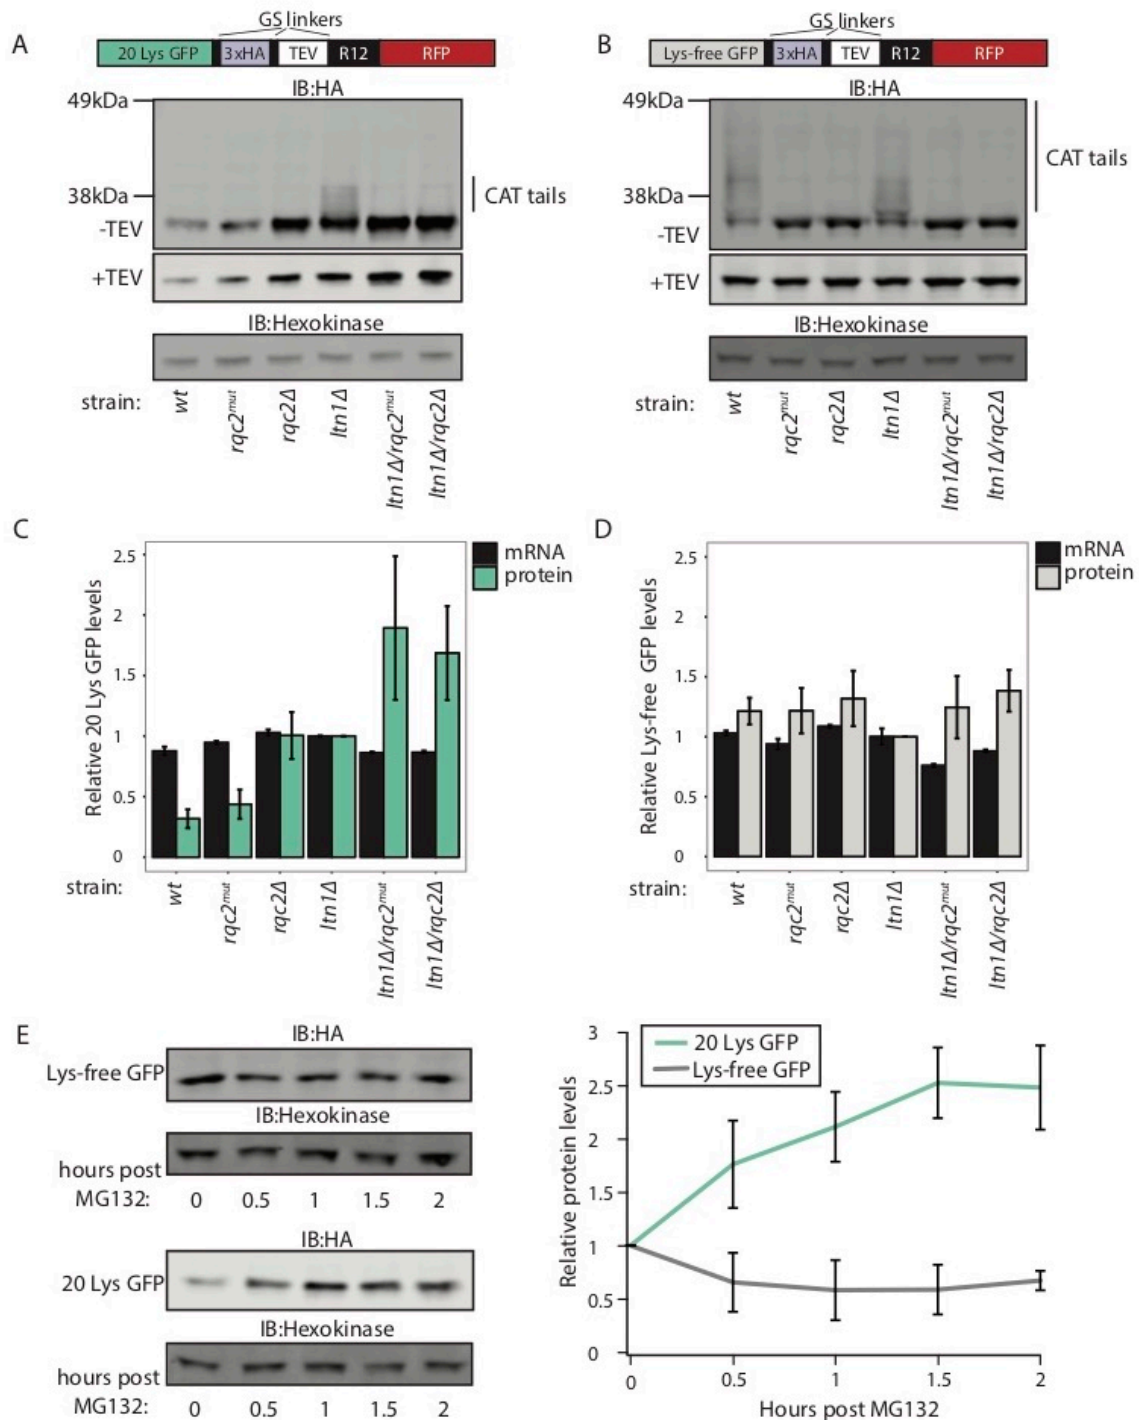 A
GS linkers
20 Lys GFP 3xHA TEV R12 RFP
IB:HA
49kDa
38kDa
CAT tails
-TEV
+TEV
IB:Hexokinase
strain: wt rqc2mut rqc2Δ ltn1Δ ltn1Δ/rqc2mut ltn1Δ/rqc2Δ
B
GS linkers
Lys-free GFP 3xHA TEV R12 RFP
IB:HA
49kDa
CAT tails
38kDa
-TEV
+TEV
IB:Hexokinase
strain: wt rqc2mut rqc2Δ ltn1Δ ltn1Δ/rqc2mut ltn1Δ/rqc2Δ
C
mRNA
protein
Relative 20 Lys GFP levels
2.5
2
1.5
1
0.5
0
strain: wt rqc2mut rqc2Δ ltn1Δ ltn1Δ/rqc2mut ltn1Δ/rqc2Δ
D
mRNA
protein
Relative Lys-free GFP levels
2.5
2
1.5
1
0.5
0
strain: wt rqc2mut rqc2Δ ltn1Δ ltn1Δ/rqc2mut ltn1Δ/rqc2Δ
E
IB:HA
Lys-free GFP
IB:Hexokinase
hours post
MG132: 0 0.5 1 1.5 2
IB:HA
20 Lys GFP
IB:Hexokinase
hours post
MG132: 0 0.5 1 1.5 2
20 Lys GFP
Lys-free GFP
Relative protein levels
3
2.5
2
1.5
1
0.5
0
0 0.5 1 1.5 2
Hours post MG132